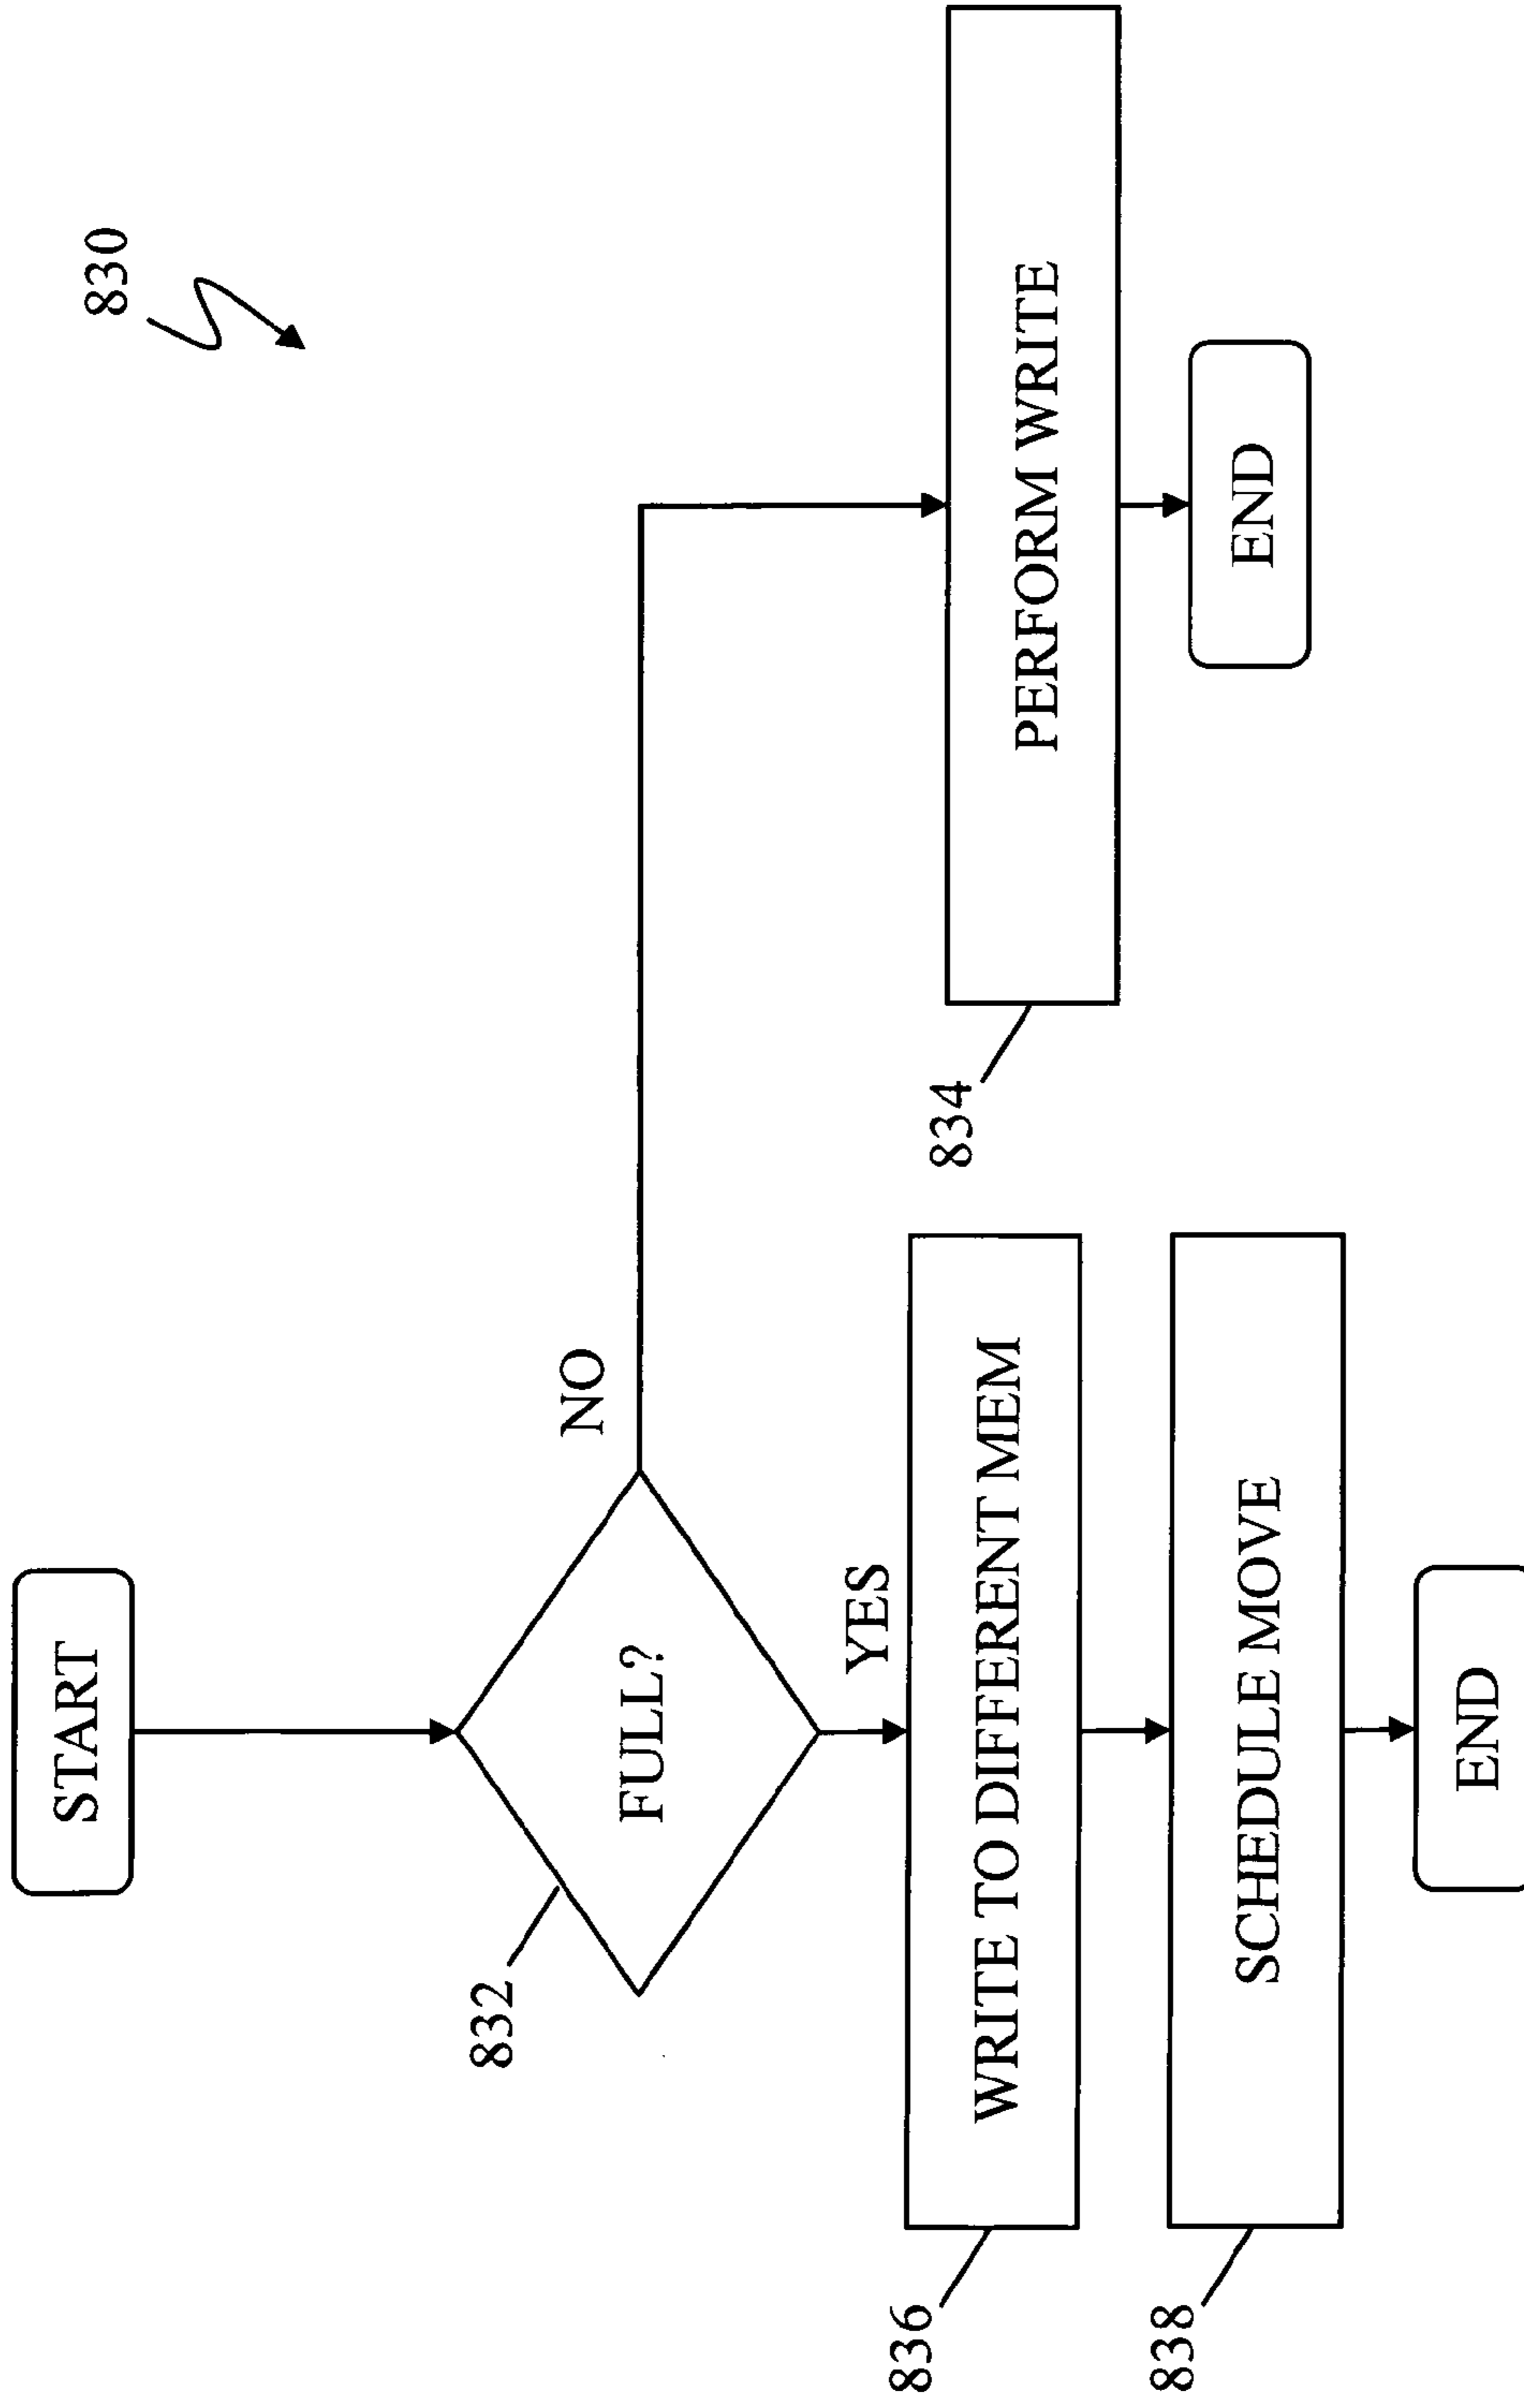 830
START
832
FULL?
NO
YES
836
WRITE TO DIFFERENT MEM
834
PERFORM WRITE
838
SCHEDULE MOVE
END
END